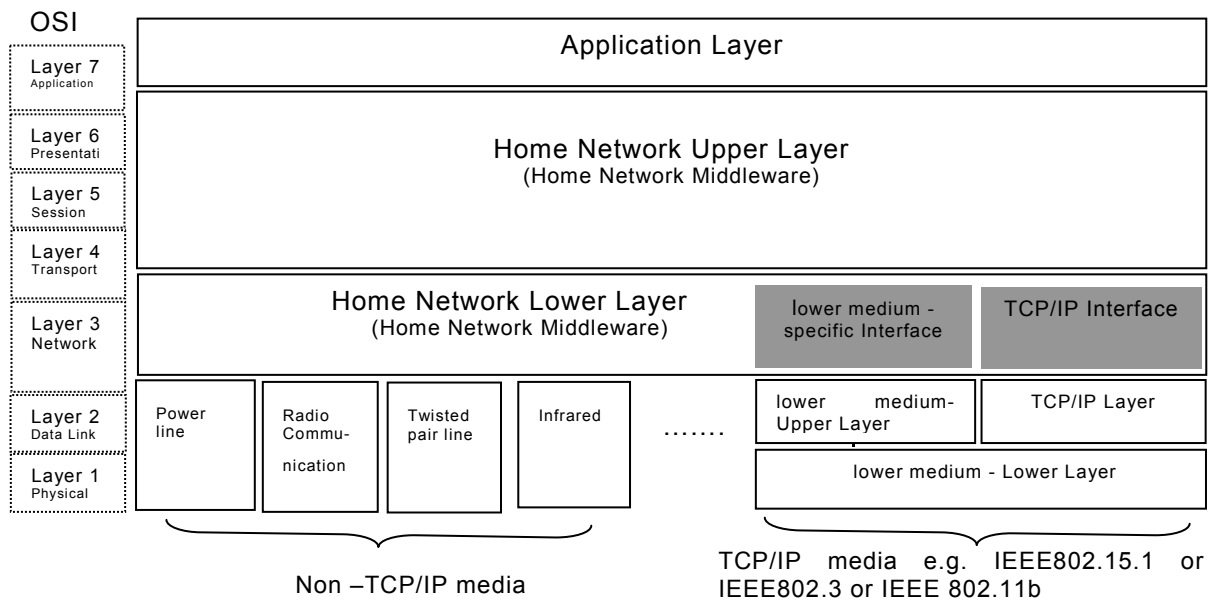 OSI
Layer 7
Application
Layer 6
Presentati
Layer 5
Session
Layer 4
Transport
Layer 3
Network
Layer 2
Data Link
Layer 1
Physical
Application Layer
Home Network Upper Layer
(Home Network Middleware)
Home Network Lower Layer
(Home Network Middleware)
lower medium -
specific Interface
TCP/IP Interface
Power
line
Radio
Commu-
nication
Twisted
pair line
Infrared
.......
lower medium-
Upper Layer
TCP/IP Layer
lower medium - Lower Layer
Non –TCP/IP media
TCP/IP media e.g. IEEE802.15.1 or
IEEE802.3 or IEEE 802.11b